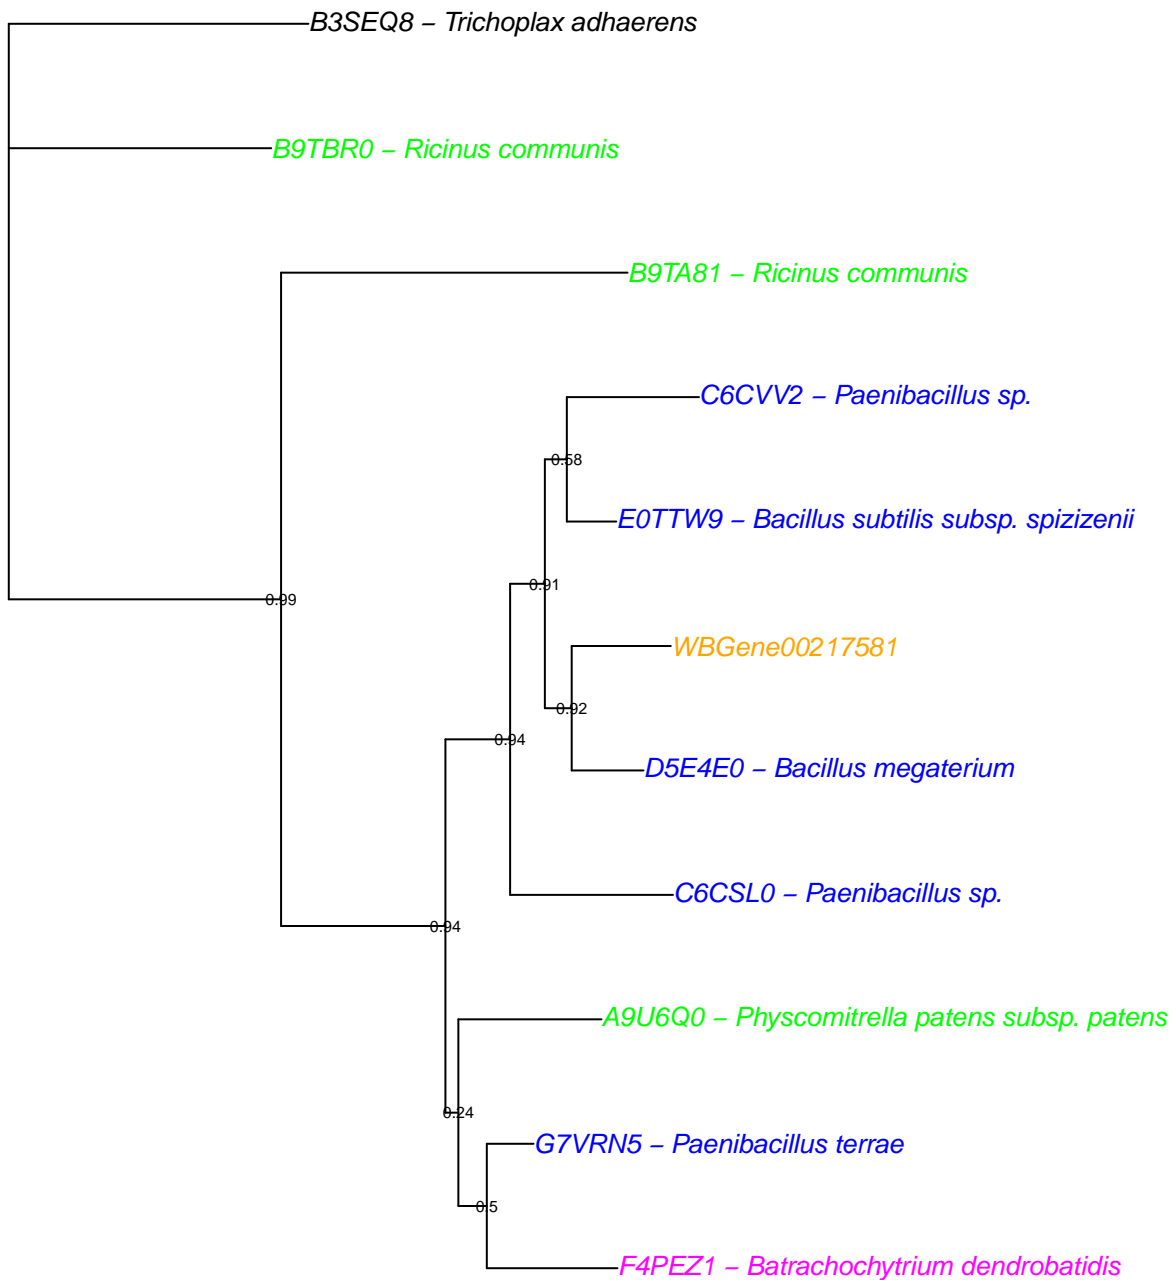 B3SEQ8 – Trichoplax adhaerens
B9TBR0 – Ricinus communis
B9TA81 – Ricinus communis
C6CVV2 – Paenibacillus sp.
0.58
E0TTW9 – Bacillus subtilis subsp. spizizenii
0.91
0.99
WBGene00217581
0.92
0.94
D5E4E0 – Bacillus megaterium
C6CSL0 – Paenibacillus sp.
0.94
A9U6Q0 – Physcomitrella patens subsp. patens
0.24
G7VRN5 – Paenibacillus terrae
0.5
F4PEZ1 – Batrachochytrium dendrobatidis